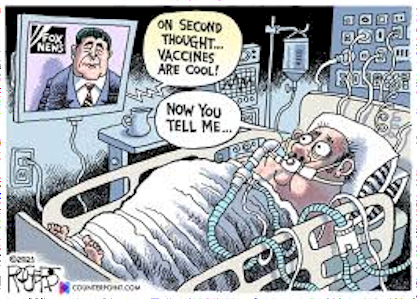 FOX
NEWS
ON SECOND
THOUGHT...
VACCINES
ARE COOL!
NOW YOU
TELL ME...
©2021
COUNTERPOINT.COM